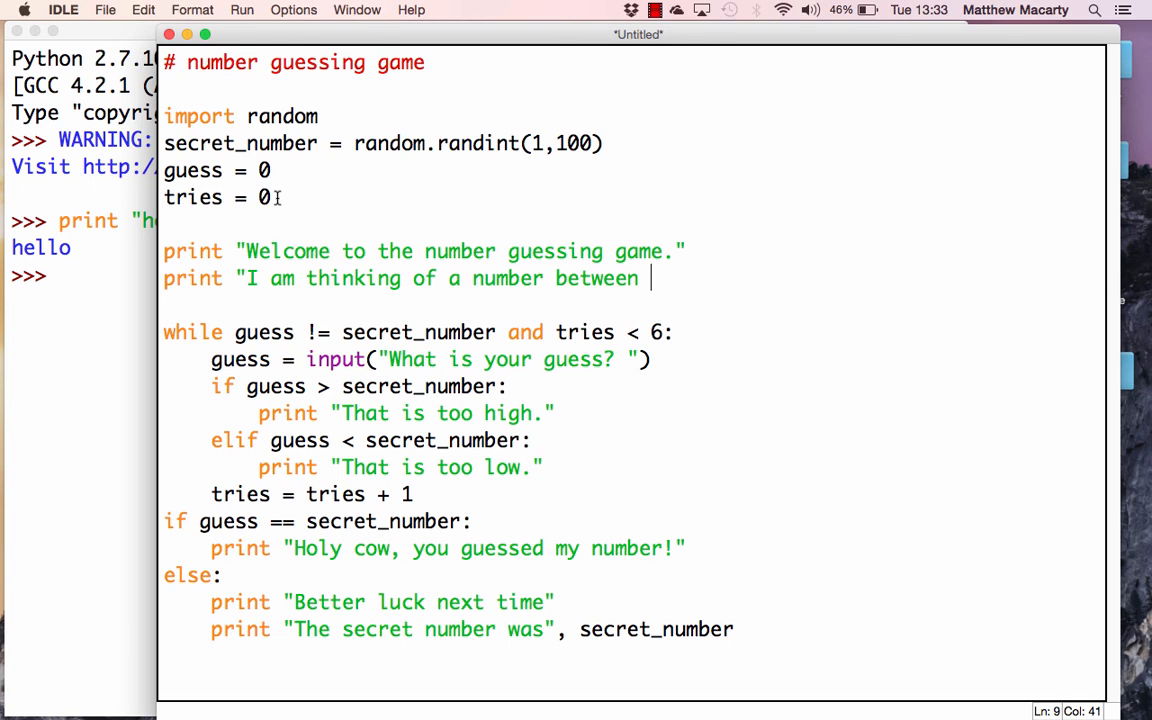 IDLE File Edit Format Run Options Window Help 46% Tue 13:33 Matthew Macarty
*Untitled*
Python 2.7.10
[GCC 4.2.1 (
Type "copyri
>>> WARNING:
Visit http:/
>>> print "he
hello
>>>
# number guessing game
import random
secret_number = random.randint(1,100)
guess = 0
tries = 0
print "Welcome to the number guessing game."
print "I am thinking of a number between
while guess != secret_number and tries < 6:
    guess = input("What is your guess? ")
    if guess > secret_number:
        print "That is too high."
    elif guess < secret_number:
        print "That is too low."
    tries = tries + 1
if guess == secret_number:
    print "Holy cow, you guessed my number!"
else:
    print "Better luck next time"
    print "The secret number was", secret_number
Ln: 9 Col: 41